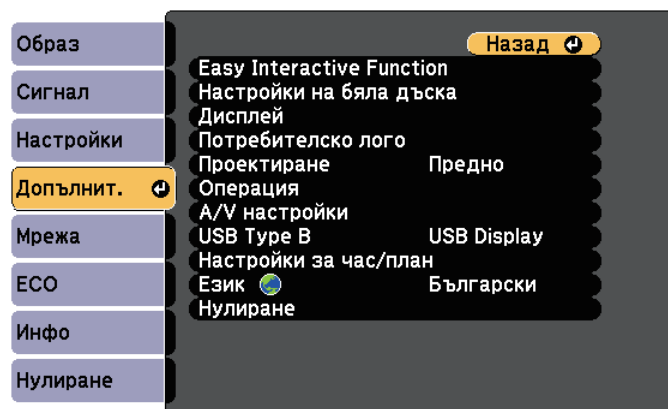 Образ
Сигнал
Настройки
Допълнит.
Мрежа
ECO
Инфо
Нулиране
Назад
Easy Interactive Function
Настройки на бяла дъска
Дисплей
Потребителско лого
Проектиране Предно
Операция
A/V настройки
USB Type B USB Display
Настройки за час/план
Език Български
Нулиране